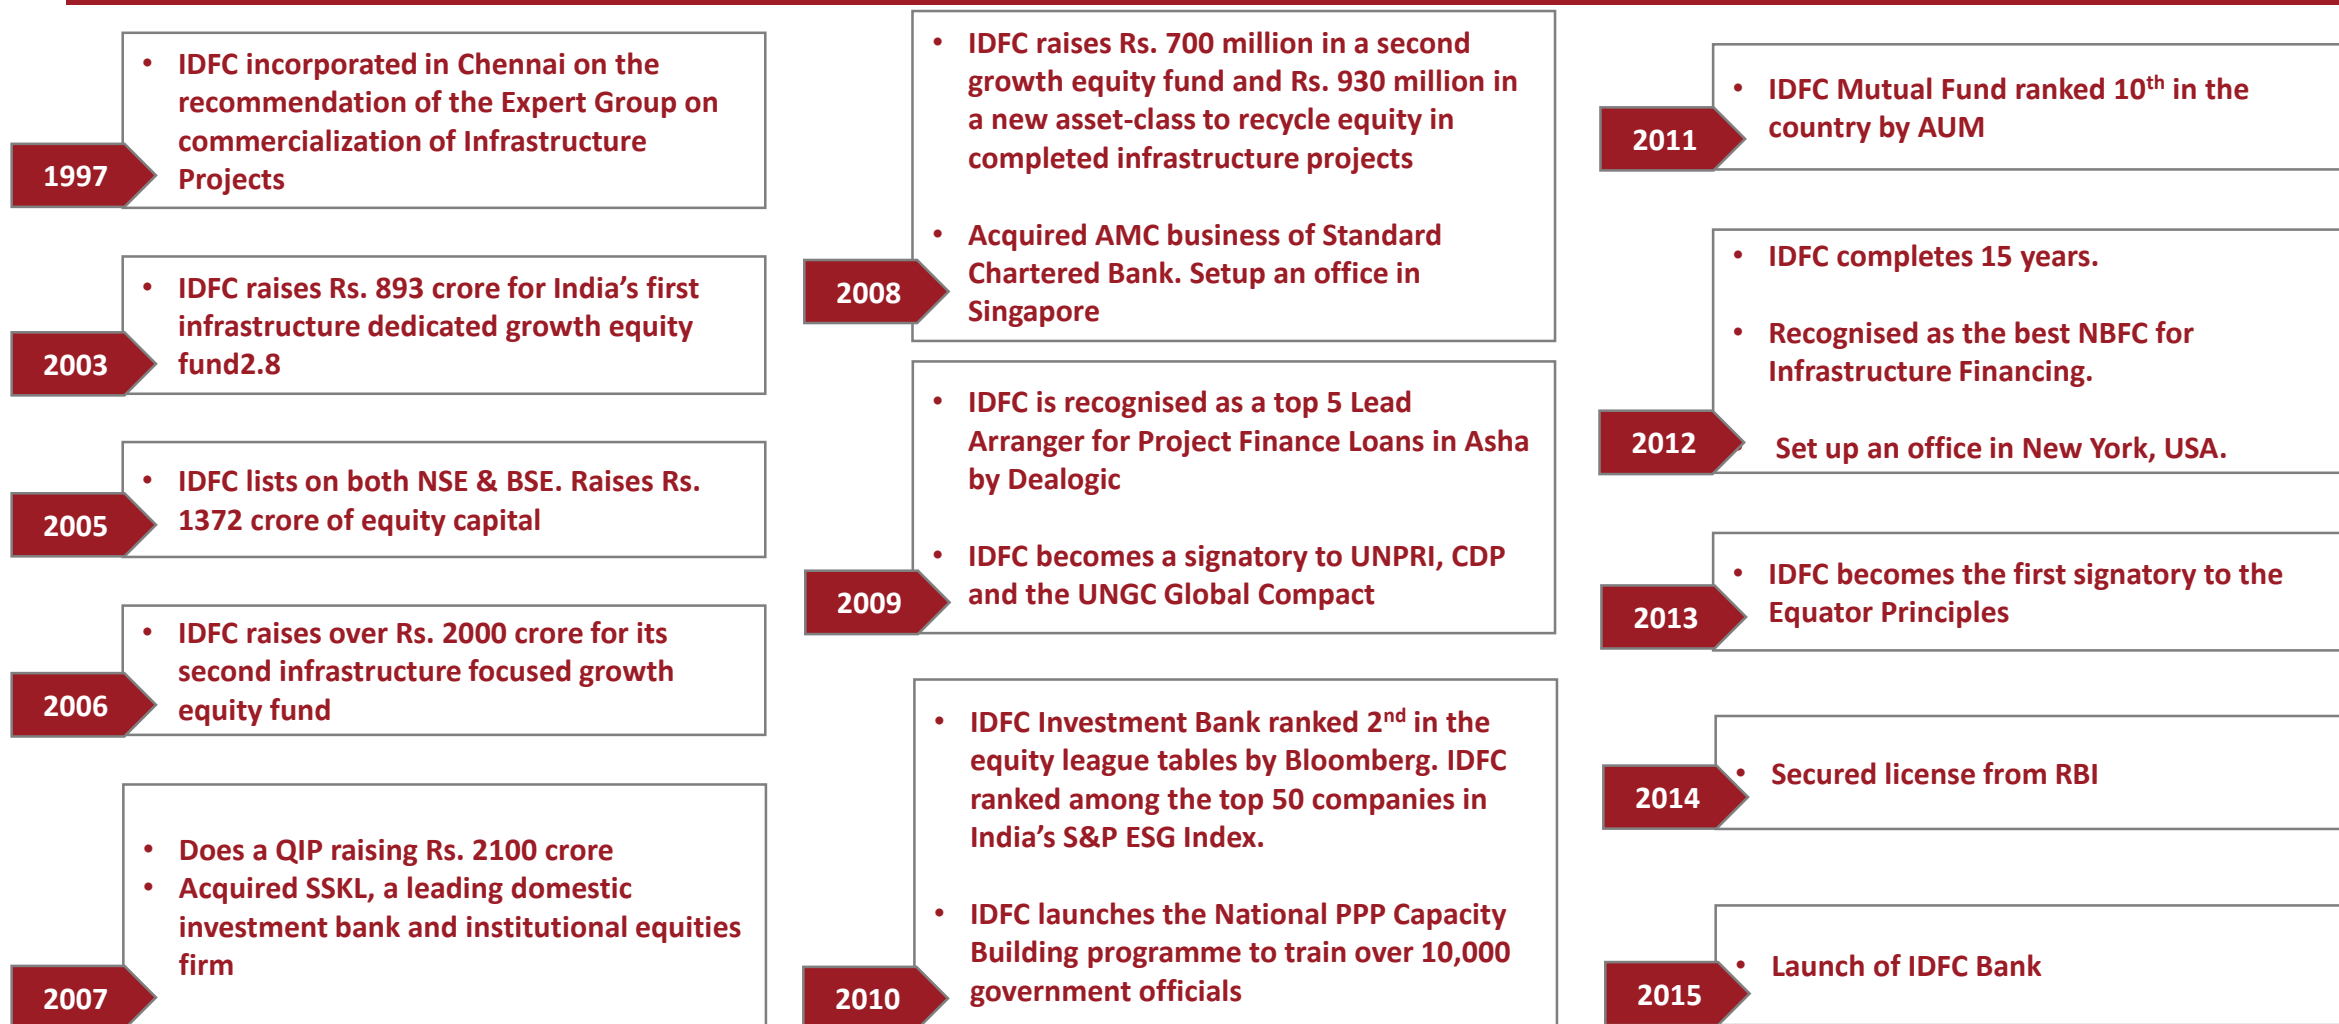 1997
• IDFC incorporated in Chennai on the
recommendation of the Expert Group on
commercialization of Infrastructure
Projects
2003
• IDFC raises Rs. 893 crore for India’s first
infrastructure dedicated growth equity
fund2.8
2005
• IDFC lists on both NSE & BSE. Raises Rs.
1372 crore of equity capital
2006
• IDFC raises over Rs. 2000 crore for its
second infrastructure focused growth
equity fund
2007
• Does a QIP raising Rs. 2100 crore
• Acquired SSKL, a leading domestic
investment bank and institutional equities
firm
2008
• IDFC raises Rs. 700 million in a second
growth equity fund and Rs. 930 million in
a new asset-class to recycle equity in
completed infrastructure projects
• Acquired AMC business of Standard
Chartered Bank. Setup an office in
Singapore
2009
• IDFC is recognised as a top 5 Lead
Arranger for Project Finance Loans in Asha
by Dealogic
• IDFC becomes a signatory to UNPRI, CDP
and the UNGC Global Compact
2010
• IDFC Investment Bank ranked 2nd in the
equity league tables by Bloomberg. IDFC
ranked among the top 50 companies in
India’s S&P ESG Index.
• IDFC launches the National PPP Capacity
Building programme to train over 10,000
government officials
2011
• IDFC Mutual Fund ranked 10th in the
country by AUM
2012
• IDFC completes 15 years.
• Recognised as the best NBFC for
Infrastructure Financing.
• Set up an office in New York, USA.
2013
• IDFC becomes the first signatory to the
Equator Principles
2014
• Secured license from RBI
2015
• Launch of IDFC Bank